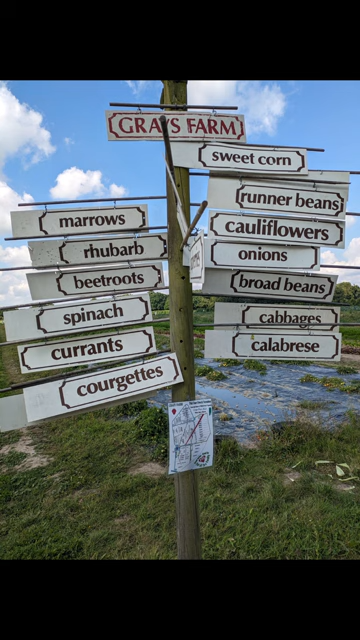 GRAYS FARM
sweet corn
runner beans
marrows
cauliflowers
rhubarb
onions
beetroots
broad beans
spinach
cabbages
currants
calabrese
courgettes